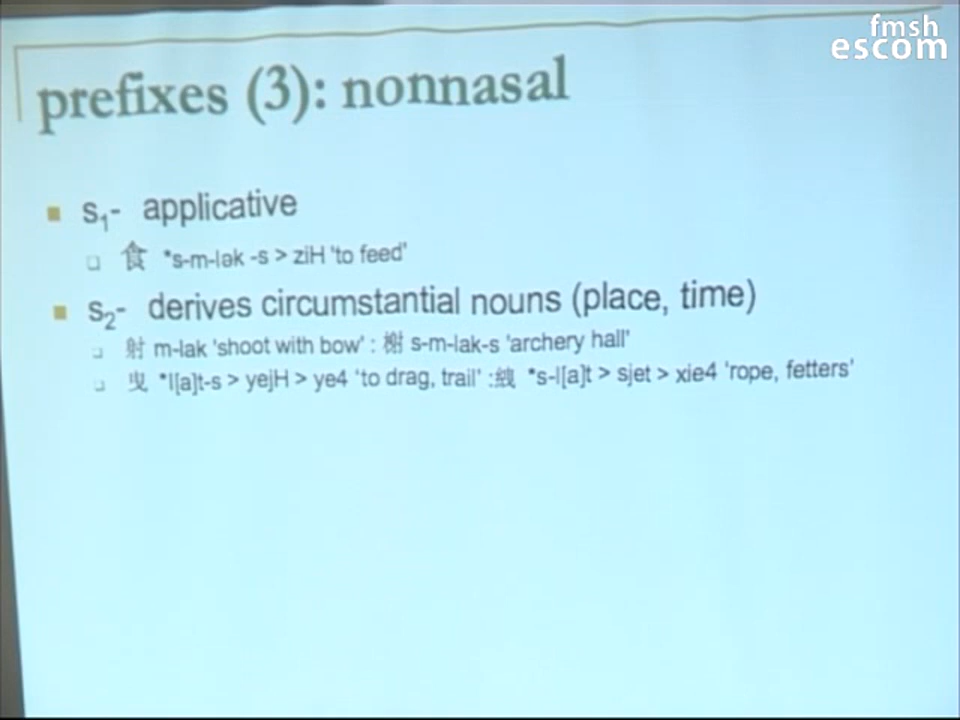 fmsh
escom
prefixes (3): nonnasal
s1- applicative
食 *s-m-lək -s > ziH 'to feed'
s2- derives circumstantial nouns (place, time)
射 m-lak 'shoot with bow' : 榭 s-m-lak-s 'archery hall'
曳 *l[a]t-s > yejH > ye4 'to drag, trail' :絏 *s-l[a]t > sjet > xie4 'rope, fetters'